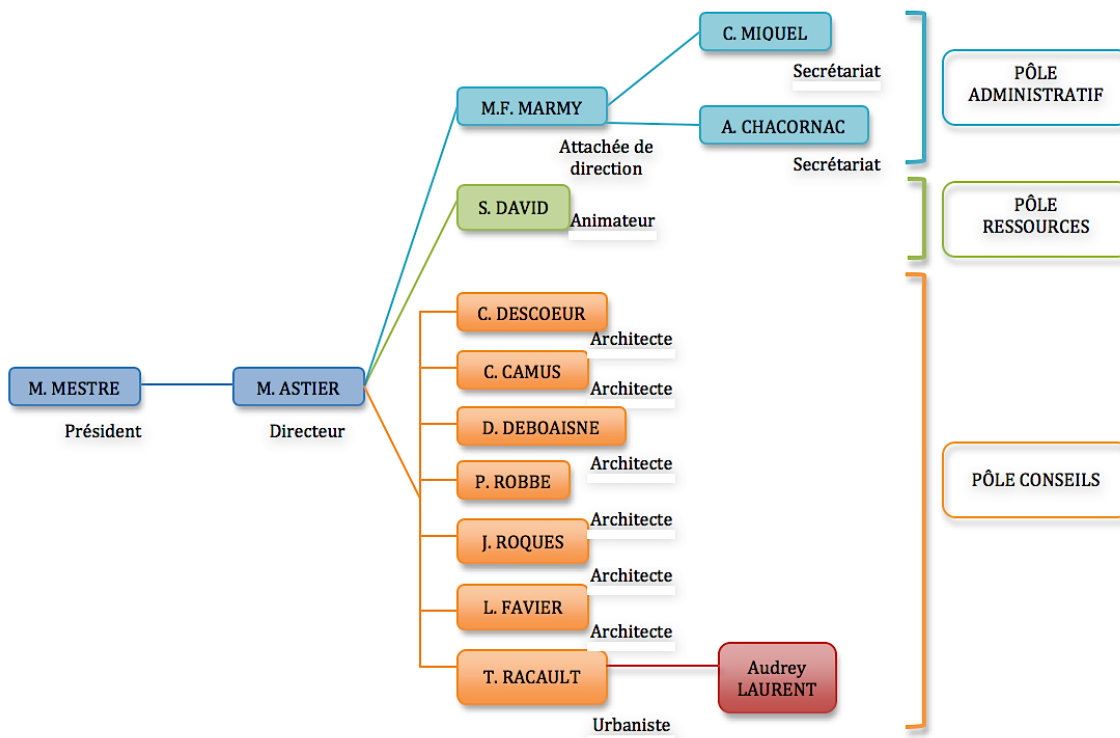 C. MIQUEL
Secrétariat
PÔLE
ADMINISTRATIF
M.F. MARMY
Attachée de
direction
A. CHACORNAC
Secrétariat
S. DAVID
Animateur
PÔLE
RESSOURCES
C. DESCOEUR
Architecte
C. CAMUS
Architecte
M. MESTRE
Président
M. ASTIER
Directeur
D. DEBOAISNE
Architecte
P. ROBBE
Architecte
PÔLE CONSEILS
J. ROQUES
Architecte
L. FAVIER
Architecte
T. RACAULT
Urbaniste
Audrey
LAURENT